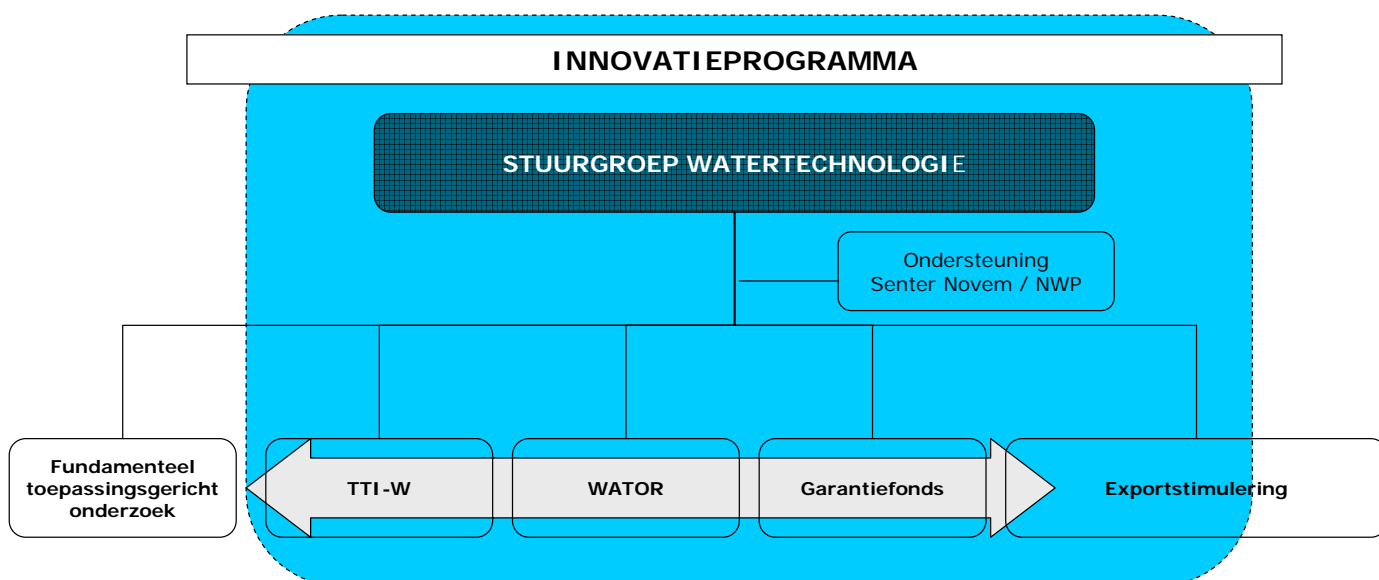 INNOVATIEPROGRAMMA
STUURGROEP WATERTECHNOLOGIE
Ondersteuning
Senter Novem / NWP
Fundamenteel
toepassingsgericht
onderzoek
TTI-W
WATOR
Garantiefonds
Exportstimulering